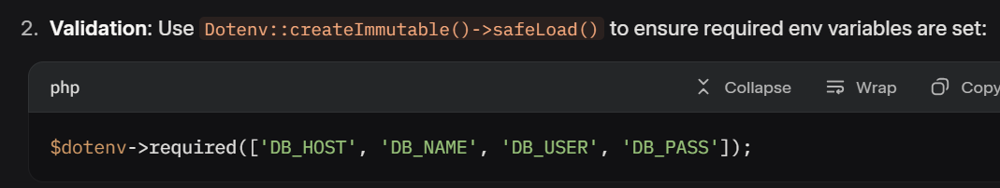 2. Validation: Use Dotenv::createImmutable()->safeLoad() to ensure required env variables are set:
php Collapse Wrap Copy
$dotenv->required(['DB_HOST', 'DB_NAME', 'DB_USER', 'DB_PASS']);